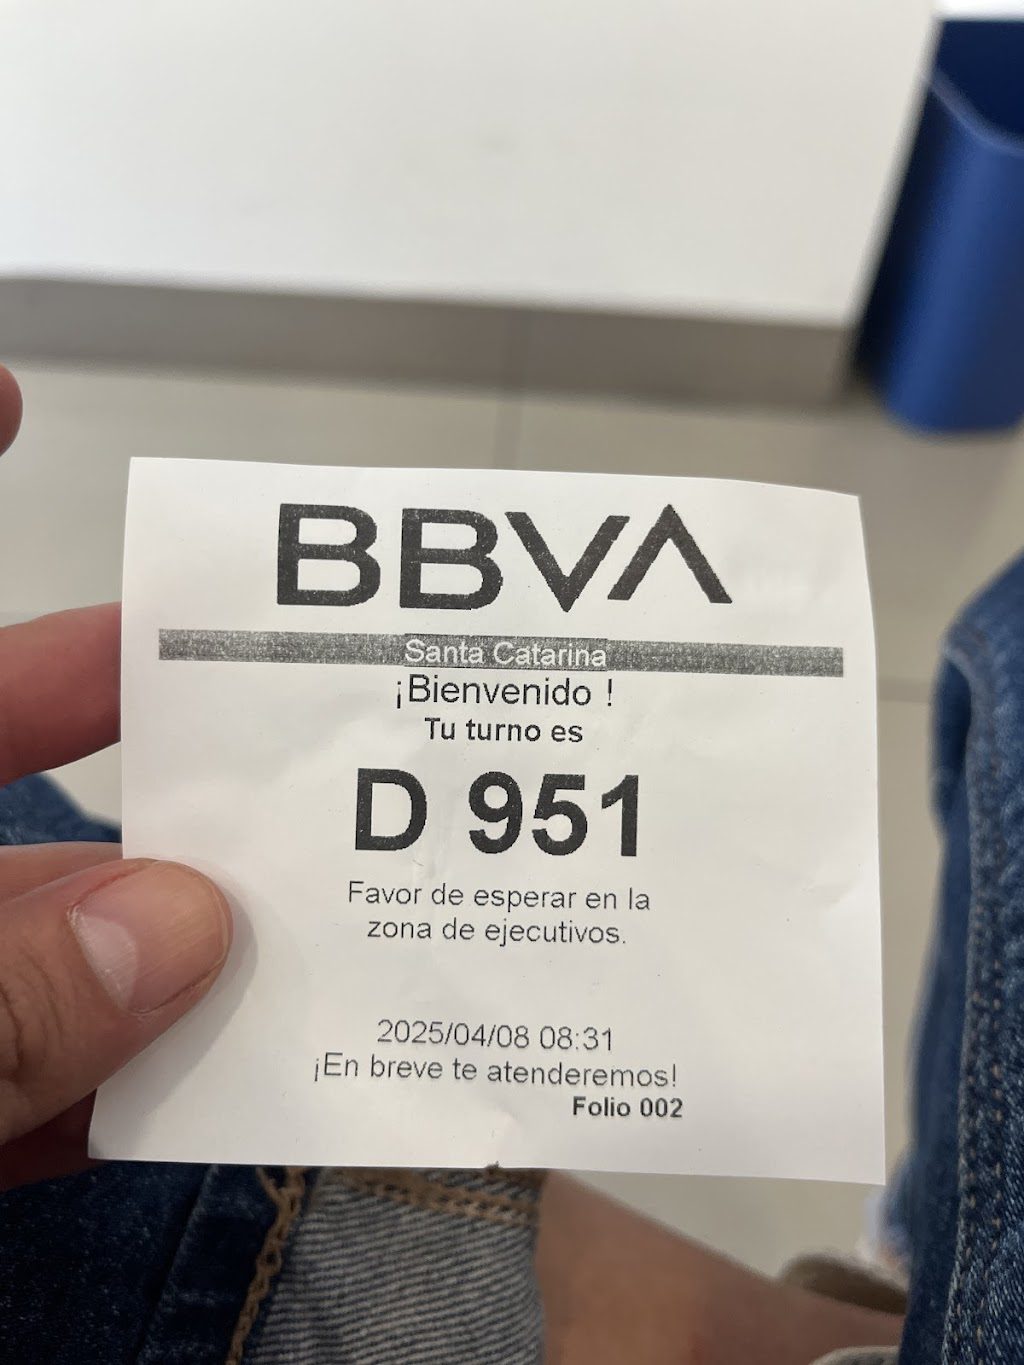 BBVA
Santa Catarina
¡Bienvenido !
Tu turno es
D 951
Favor de esperar en la
zona de ejecutivos.
2025/04/08 08:31
¡En breve te atenderemos!
Folio 002